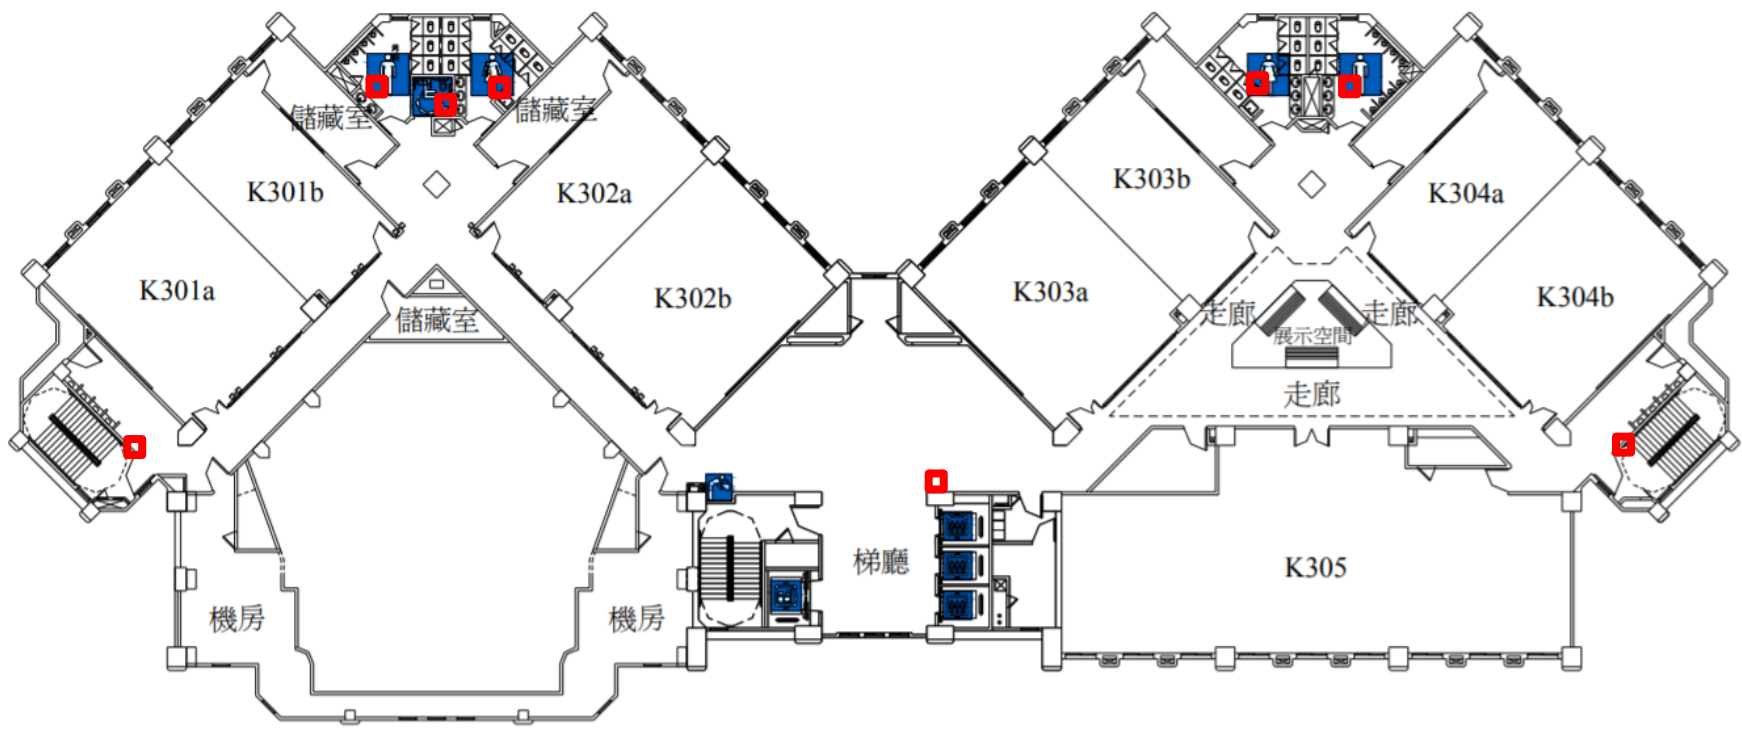 儲藏室
儲藏室
K301b
K302a
K303b
K304a
K301a
K302b
K303a
K304b
儲藏室
走廊
走廊
展示空間
走廊
梯廳
K305
機房
機房